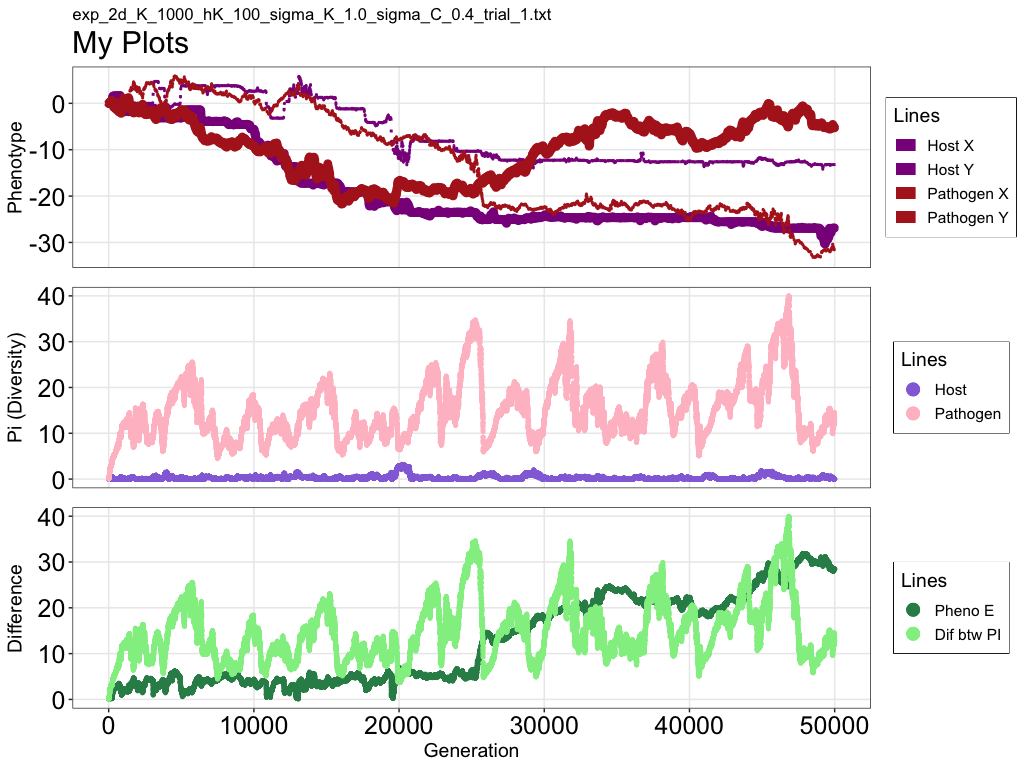 exp_2d_K_1000_hK_100_sigma_K_1.0_sigma_C_0.4_trial_1.txt
My Plots
Phenotype
0
-10
-20
-30
Lines
Host X
Host Y
Pathogen X
Pathogen Y
Pi (Diversity)
40
30
20
10
0
Lines
Host
Pathogen
Difference
40
30
20
10
0
Lines
Pheno E
Dif btw PI
0
10000
20000
30000
40000
50000
Generation